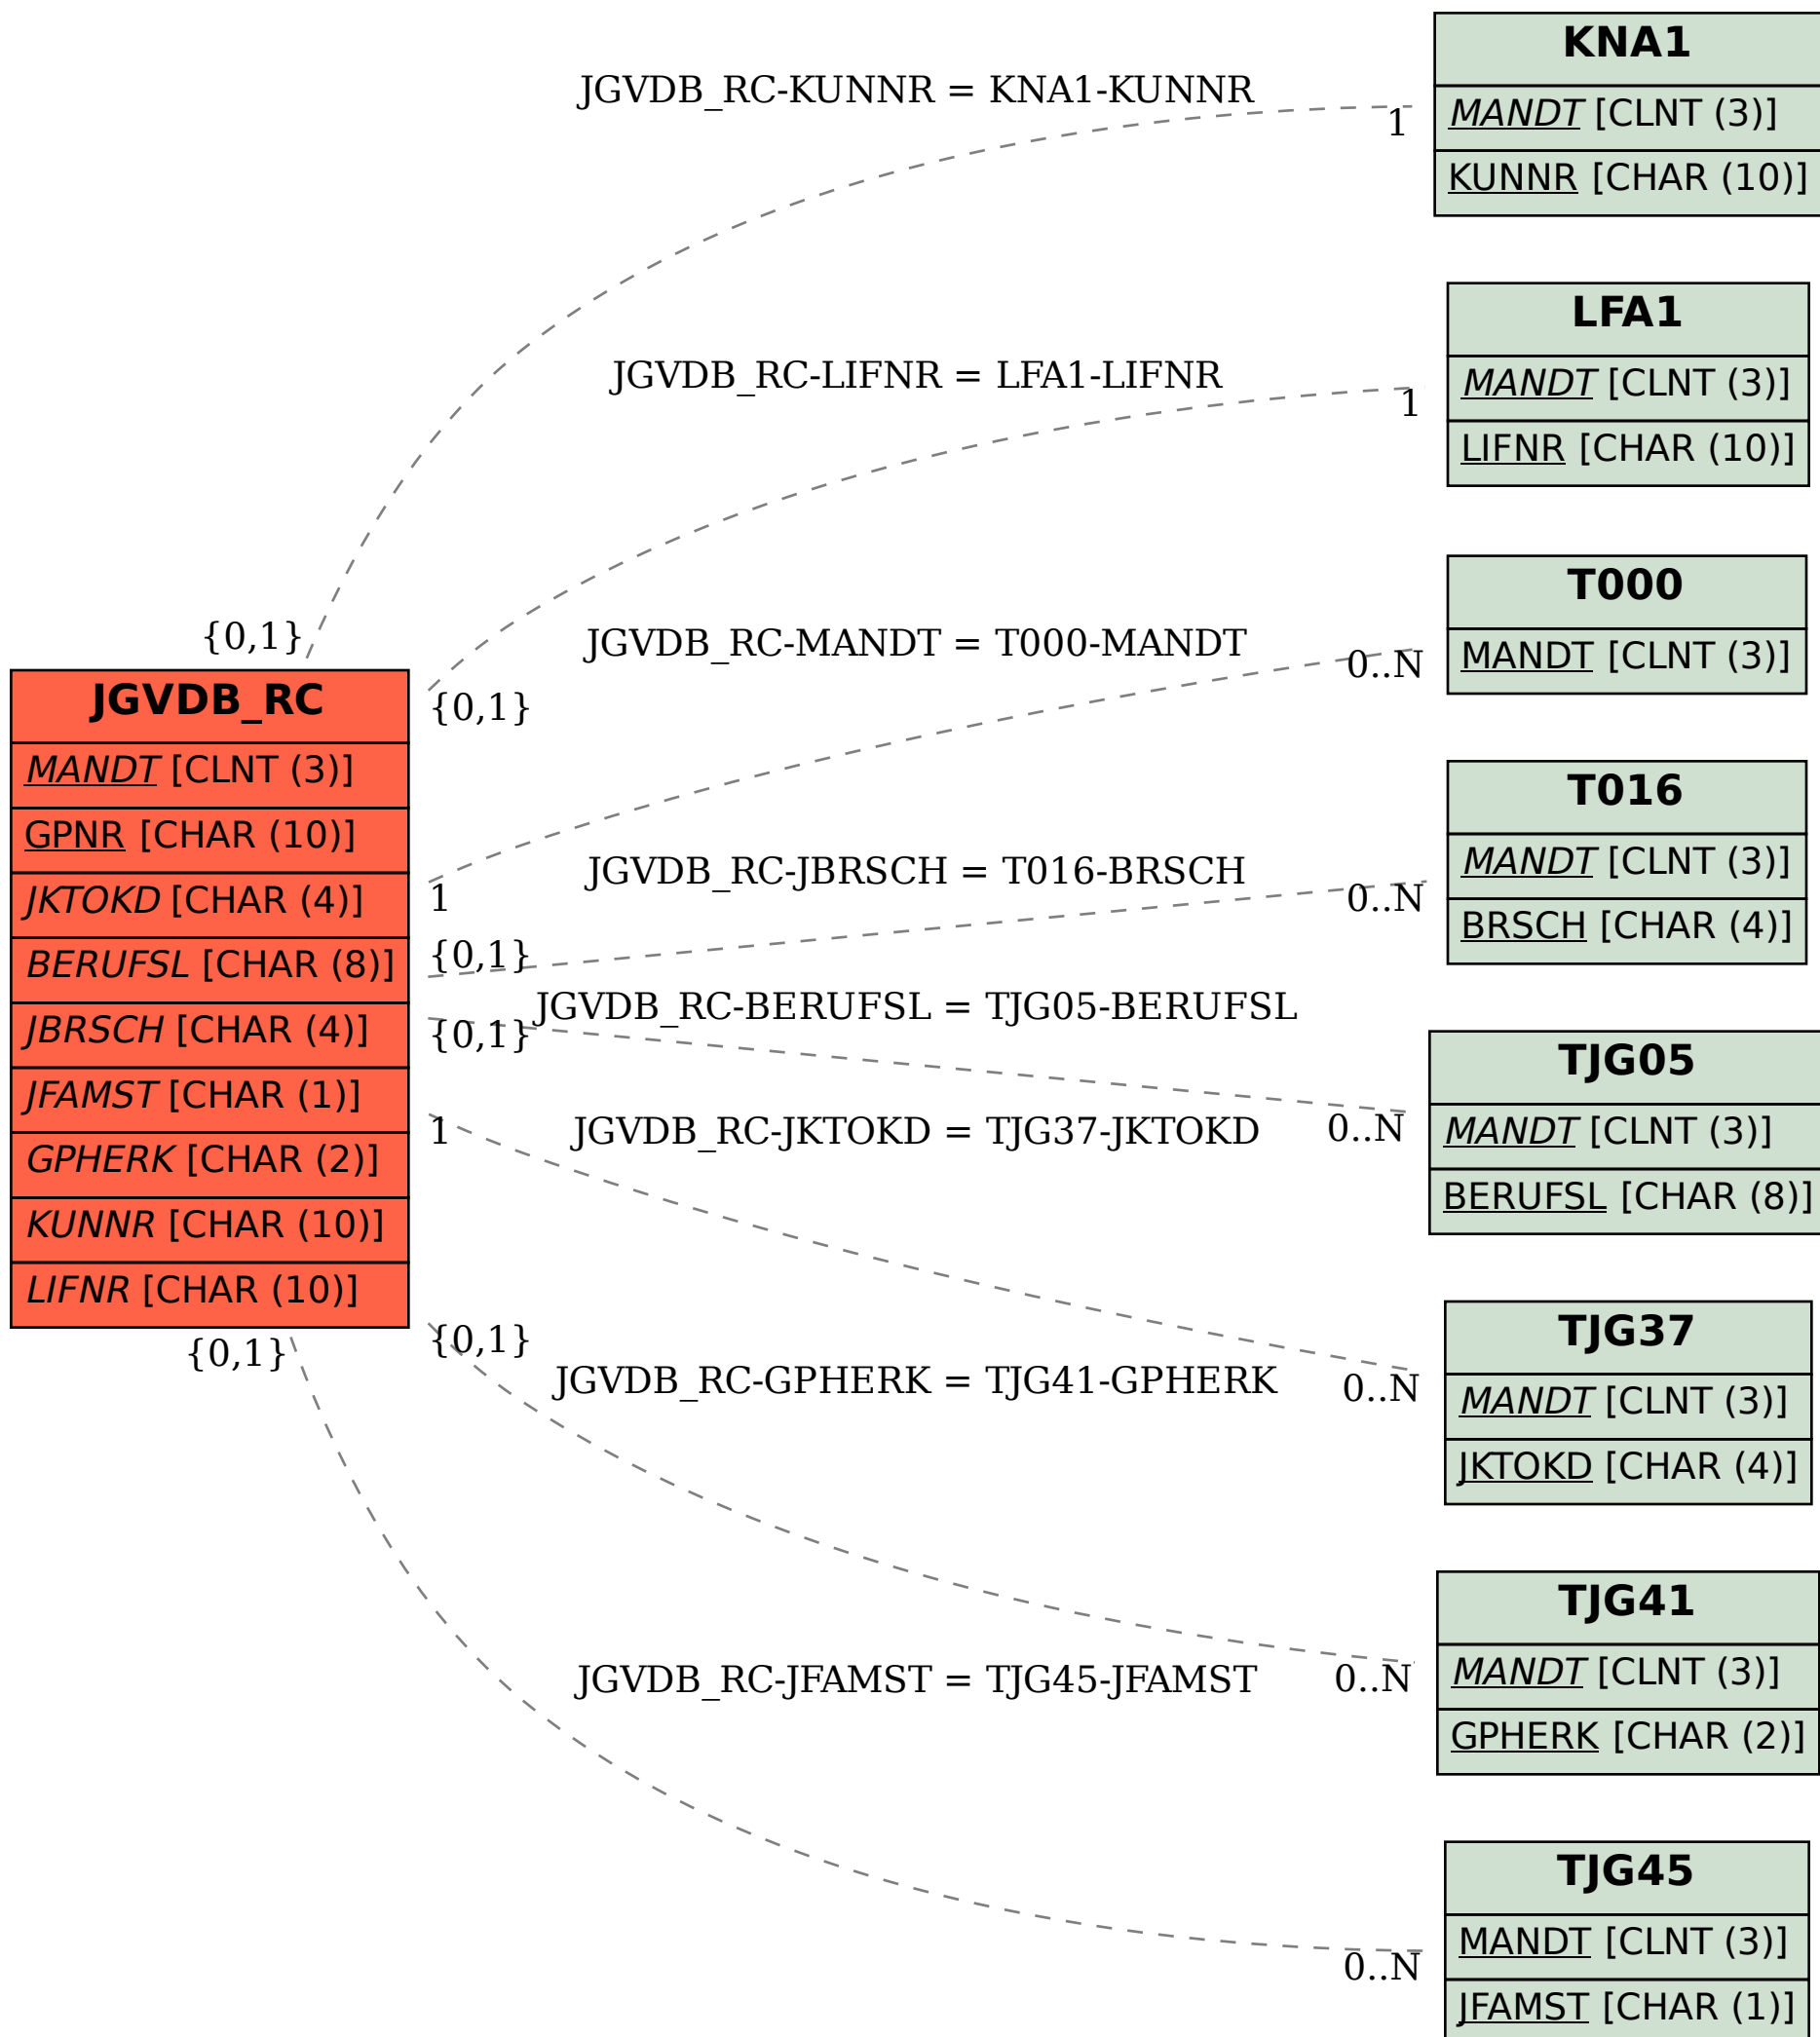 KNA1
JGVDB_RC-KUNNR = KNA1-KUNNR
MANDT [CLNT (3)]
1
KUNNR [CHAR (10)]
LFA1
JGVDB_RC-LIFNR = LFA1-LIFNR
MANDT [CLNT (3)]
1
LIFNR [CHAR (10)]
T000
{0,1}
JGVDB_RC-MANDT = T000-MANDT
0..N
MANDT [CLNT (3)]
JGVDB_RC
{0,1}
MANDT [CLNT (3)]
GPNR [CHAR (10)]
JKTOKD [CHAR (4)]
BERUFSL [CHAR (8)]
JBRSCH [CHAR (4)]
JFAMST [CHAR (1)]
GPHERK [CHAR (2)]
KUNNR [CHAR (10)]
LIFNR [CHAR (10)]
T016
JGVDB_RC-JBRSCH = T016-BRSCH
MANDT [CLNT (3)]
1
0..N
BRSCH [CHAR (4)]
{0,1}
JGVDB_RC-BERUFSL = TJG05-BERUFSL
{0,1}
TJG05
1
JGVDB_RC-JKTOKD = TJG37-JKTOKD
0..N
MANDT [CLNT (3)]
BERUFSL [CHAR (8)]
TJG37
{0,1}
{0,1}
JGVDB_RC-GPHERK = TJG41-GPHERK
0..N
MANDT [CLNT (3)]
JKTOKD [CHAR (4)]
TJG41
JGVDB_RC-JFAMST = TJG45-JFAMST
0..N
MANDT [CLNT (3)]
GPHERK [CHAR (2)]
TJG45
0..N
MANDT [CLNT (3)]
JFAMST [CHAR (1)]